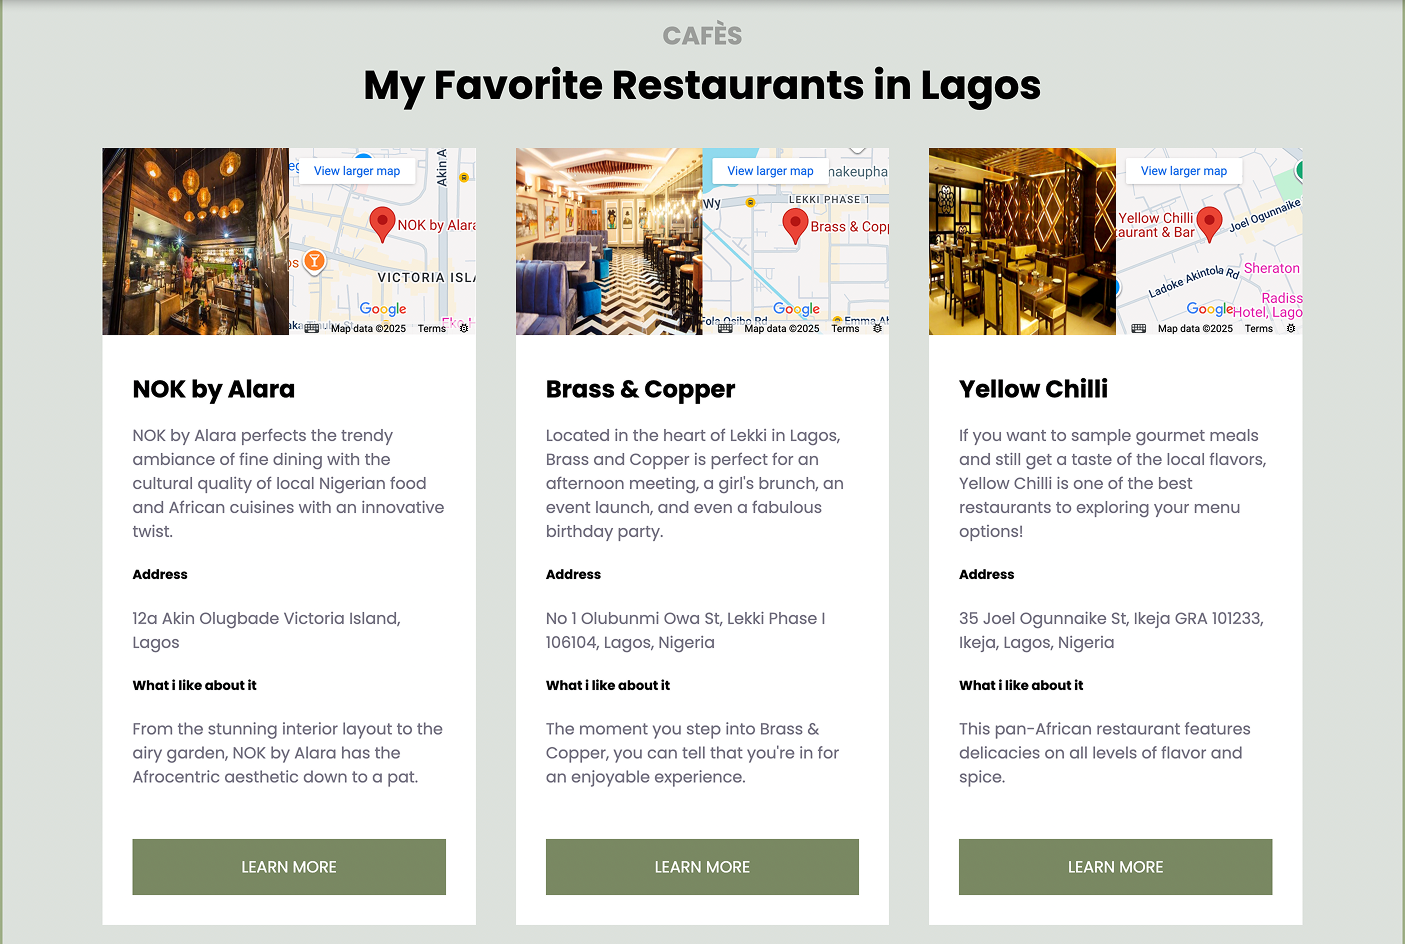 CAFÈS
My Favorite Restaurants in Lagos
View larger map
Akin A
NOK by Alara
VICTORIA ISL
Google
Map data ©2025 Terms
View larger map
nakeupha
Wy
LEKKI PHASE 1
Brass & Copp
Google
Fola Osibo Rd
Emma Ab
Map data ©2025 Terms
View larger map
Yellow Chilli
taurant & Bar
Joel Ogunnaike
Ladoke Akintola Rd
Sheraton
Radiss
Google
Hotel, Lago
Map data ©2025 Terms
NOK by Alara
NOK by Alara perfects the trendy
ambiance of fine dining with the
cultural quality of local Nigerian food
and African cuisines with an innovative
twist.
Address
12a Akin Olugbade Victoria Island,
Lagos
What i like about it
From the stunning interior layout to the
airy garden, NOK by Alara has the
Afrocentric aesthetic down to a pat.
LEARN MORE
Brass & Copper
Located in the heart of Lekki in Lagos,
Brass and Copper is perfect for an
afternoon meeting, a girl's brunch, an
event launch, and even a fabulous
birthday party.
Address
No 1 Olubunmi Owa St, Lekki Phase I
106104, Lagos, Nigeria
What i like about it
The moment you step into Brass &
Copper, you can tell that you're in for
an enjoyable experience.
LEARN MORE
Yellow Chilli
If you want to sample gourmet meals
and still get a taste of the local flavors,
Yellow Chilli is one of the best
restaurants to exploring your menu
options!
Address
35 Joel Ogunnaike St, Ikeja GRA 101233,
Ikeja, Lagos, Nigeria
What i like about it
This pan-African restaurant features
delicacies on all levels of flavor and
spice.
LEARN MORE